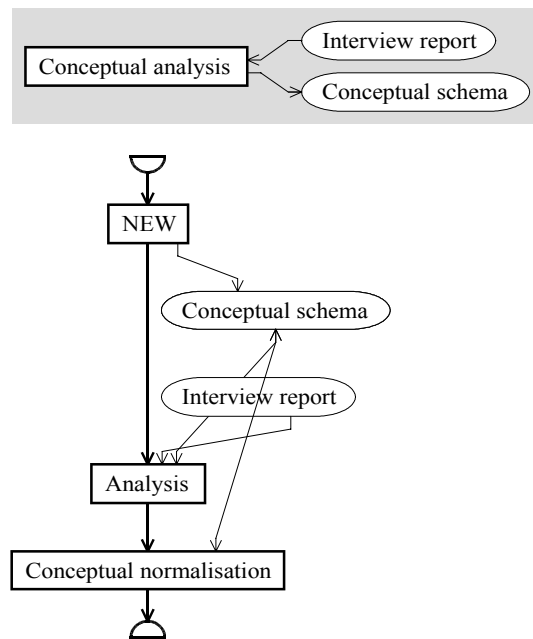 Interview report
Conceptual analysis
Conceptual schema
NEW
Conceptual schema
Interview report
Analysis
Conceptual normalisation